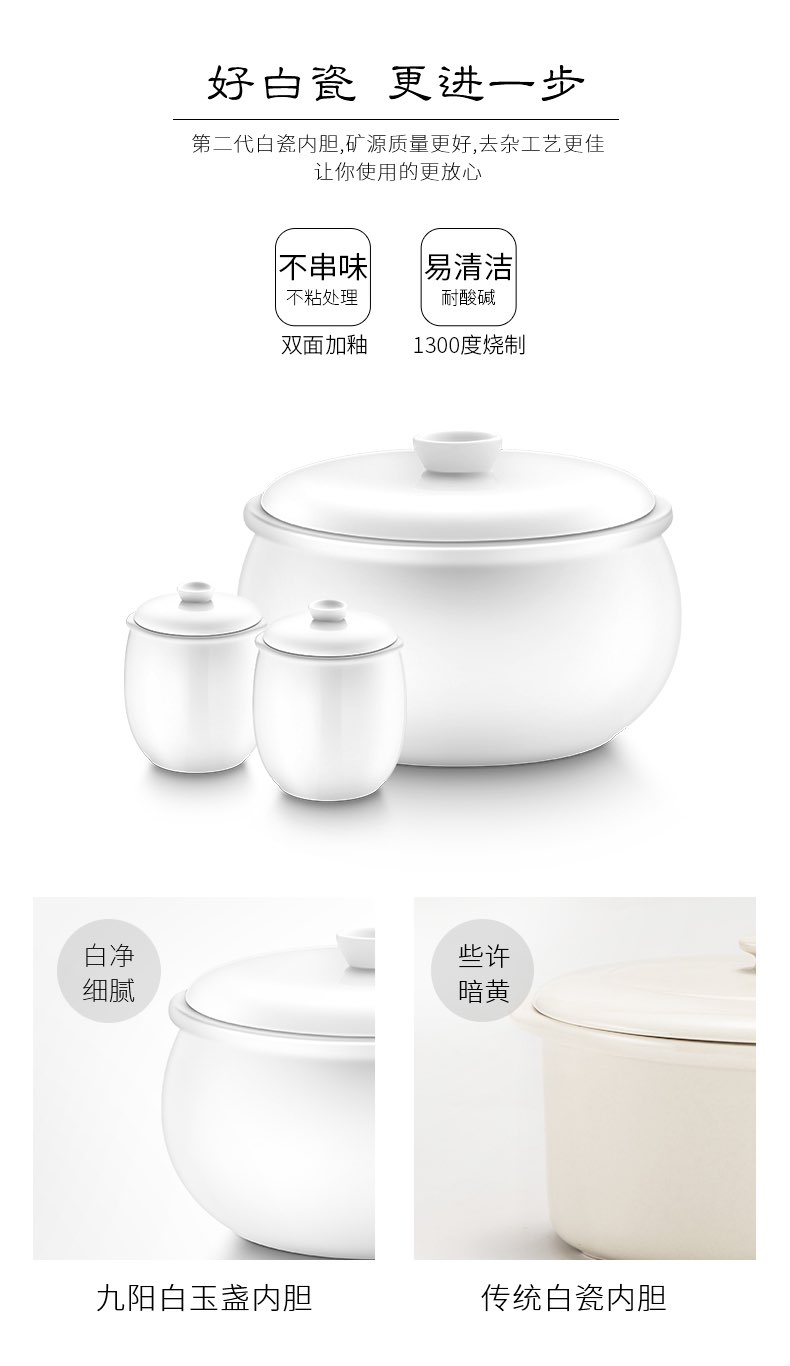 好白瓷 更进一步
第二代白瓷内胆,矿源质量更好,去杂工艺更佳
让你使用的更放心
不串味
不粘处理
双面加釉
易清洁
耐酸碱
1300度烧制
白净
细腻
九阳白玉盏内胆
些许
暗黄
传统白瓷内胆